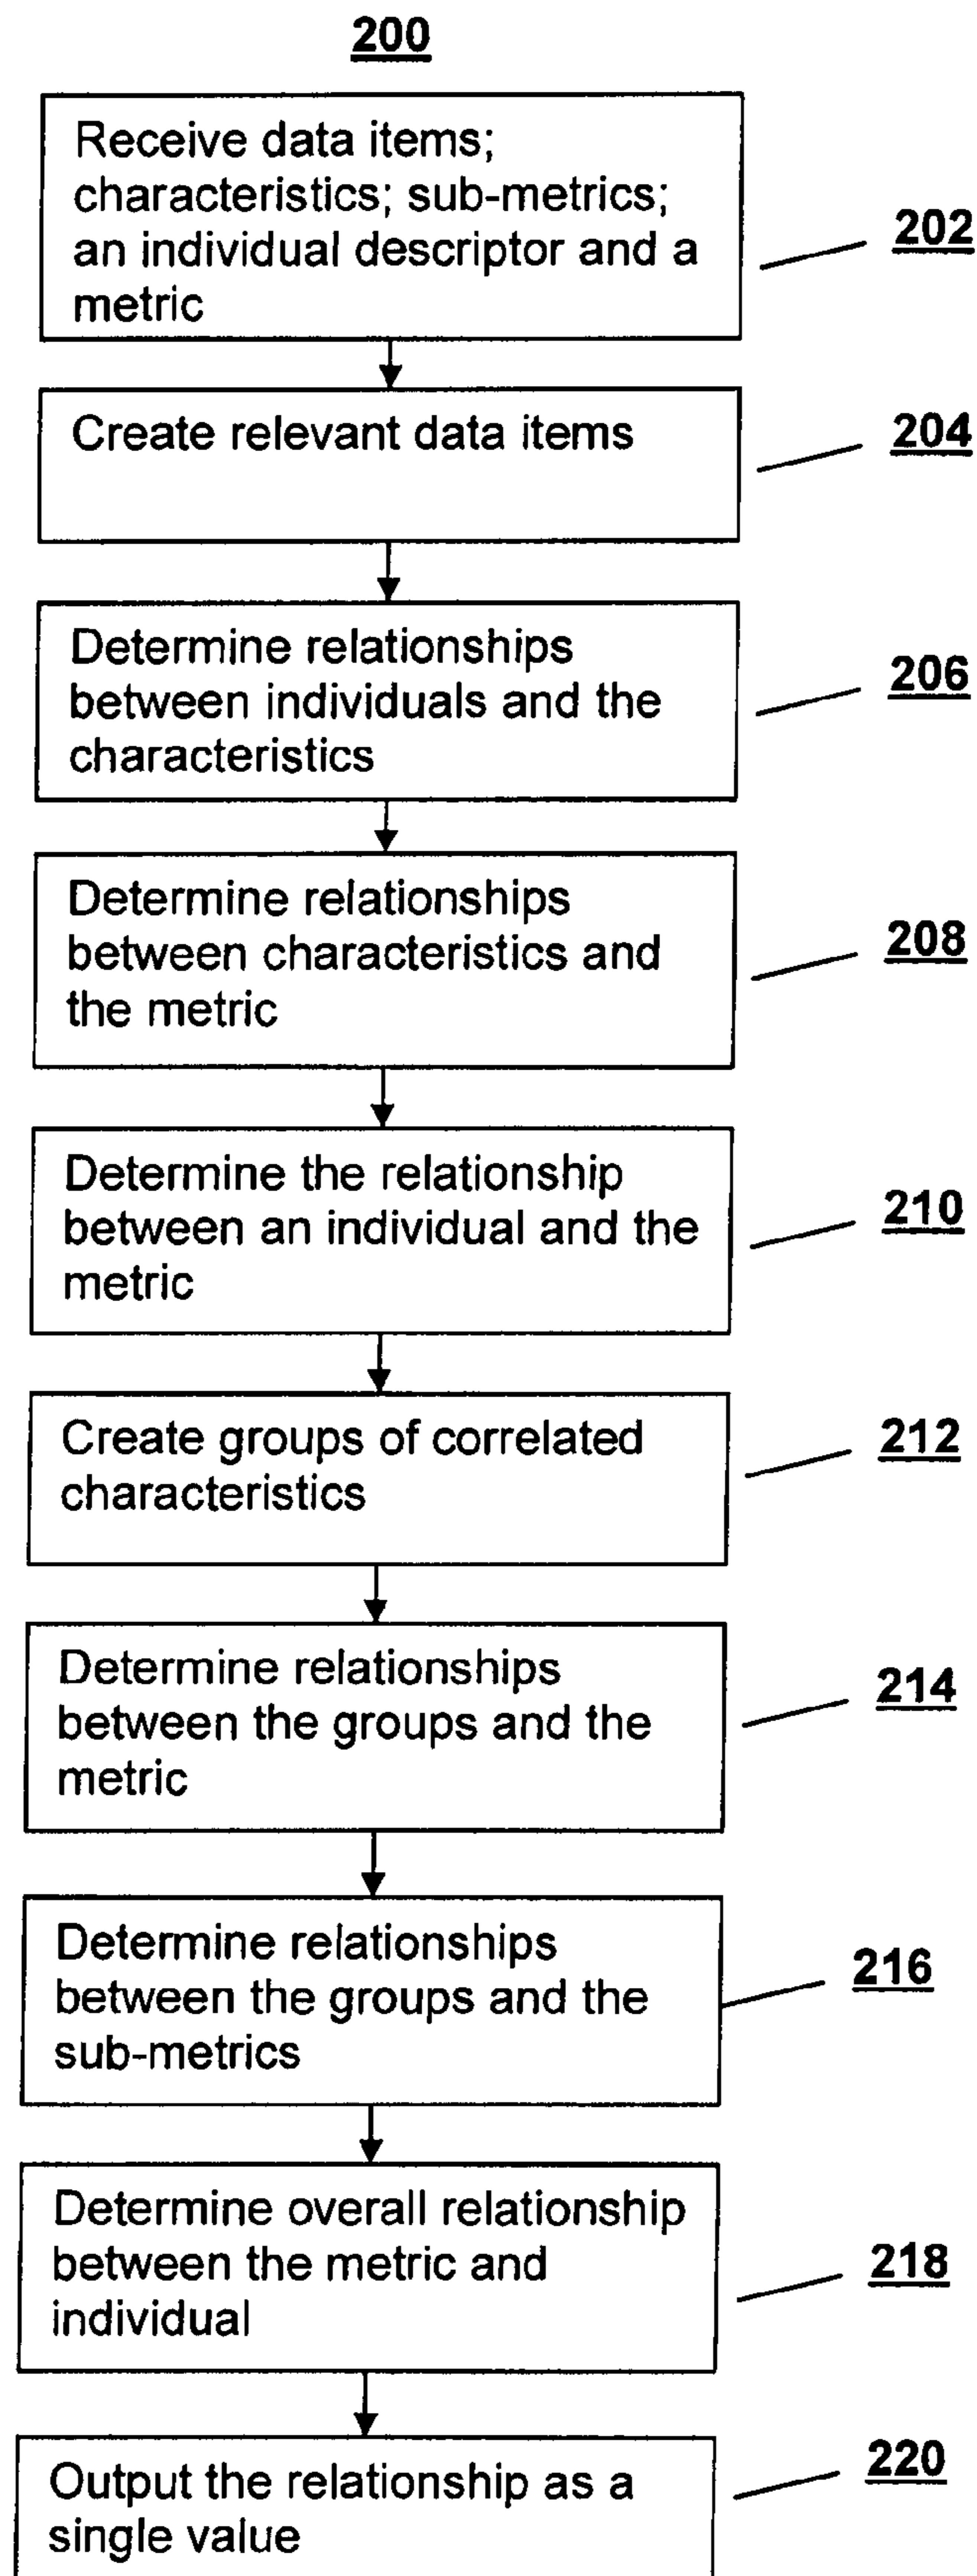 200
Receive data items;
characteristics; sub-metrics;
an individual descriptor and a
metric
202
Create relevant data items
204
Determine relationships
between individuals and the
characteristics
206
Determine relationships
between characteristics and
the metric
208
Determine the relationship
between an individual and the
metric
210
Create groups of correlated
characteristics
212
Determine relationships
between the groups and the
metric
214
Determine relationships
between the groups and the
sub-metrics
216
Determine overall relationship
between the metric and
individual
218
Output the relationship as a
single value
220